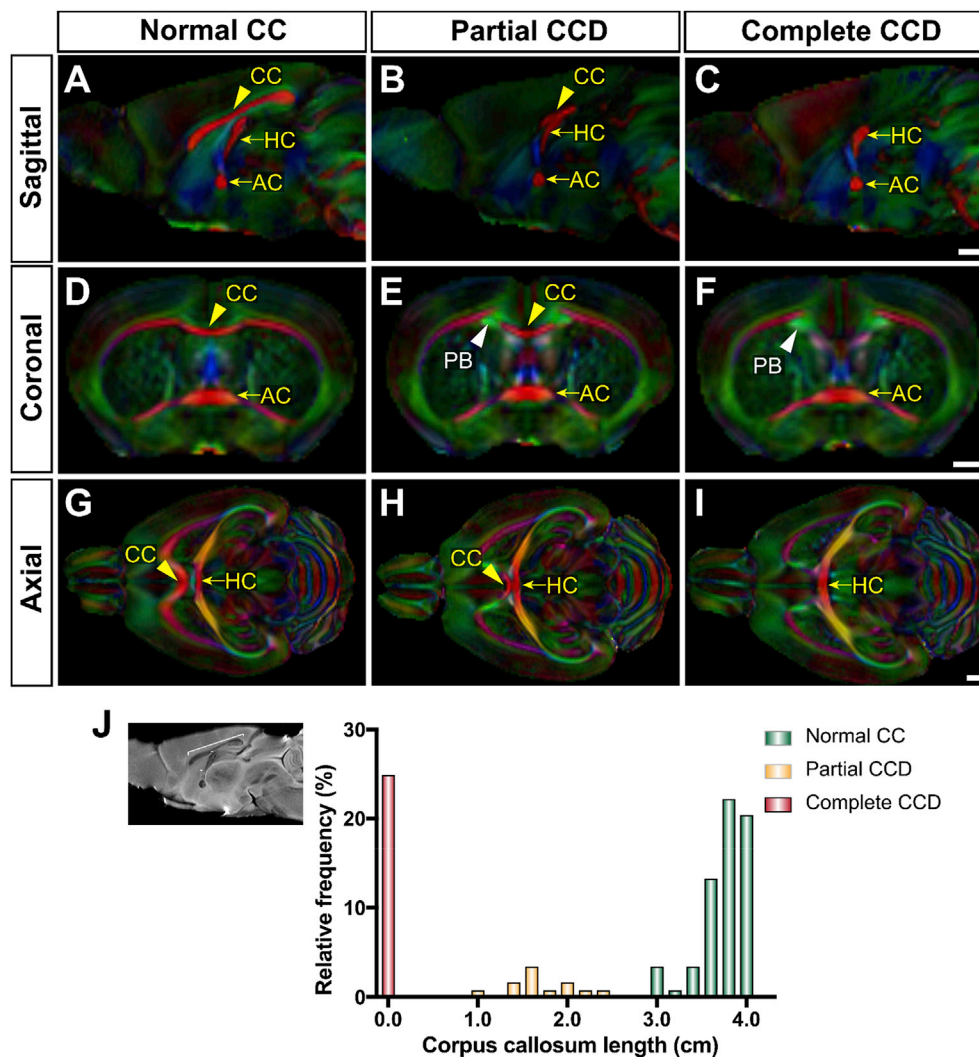 Normal CC
Partial CCD
Complete CCD
Sagittal
A
CC
HC
AC
B
CC
HC
AC
C
HC
AC
Coronal
D
CC
AC
E
CC
PB
AC
F
PB
AC
Axial
G
CC
HC
H
CC
HC
I
HC
J
Relative frequency (%)
30
20
10
0
0.0 1.0 2.0 3.0 4.0
Corpus callosum length (cm)
Normal CC
Partial CCD
Complete CCD